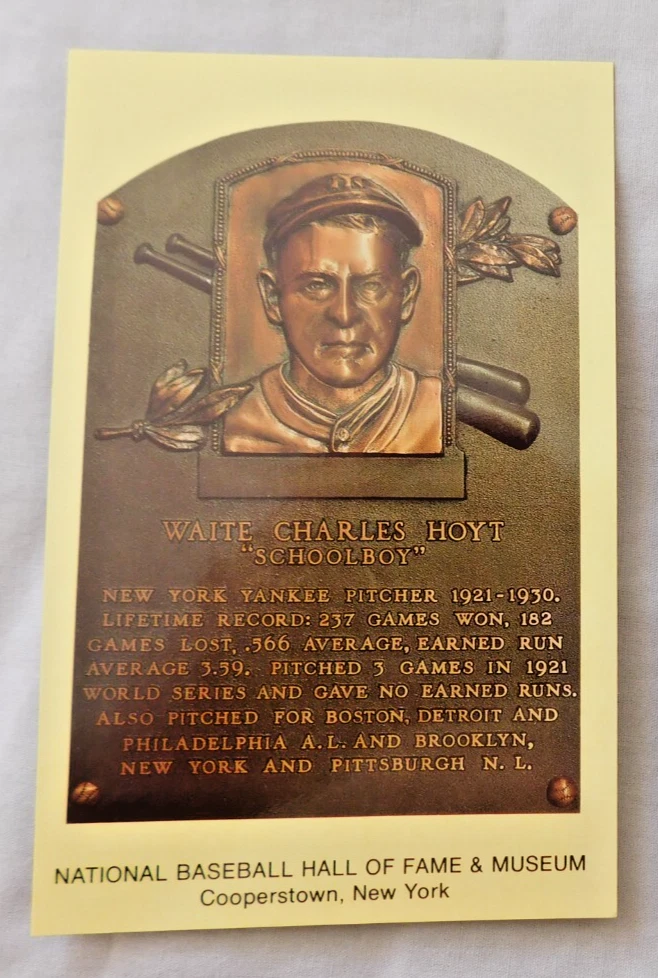 NY
WAITE CHARLES HOYT
“SCHOOLBOY”
NEW YORK YANKEE PITCHER 1921-1930.
LIFETIME RECORD: 237 GAMES WON, 182
GAMES LOST, .566 AVERAGE, EARNED RUN
AVERAGE 3.59. PITCHED 3 GAMES IN 1921
WORLD SERIES AND GAVE NO EARNED RUNS.
ALSO PITCHED FOR BOSTON, DETROIT AND
PHILADELPHIA A.L. AND BROOKLYN,
NEW YORK AND PITTSBURGH N. L.
NATIONAL BASEBALL HALL OF FAME & MUSEUM
Cooperstown, New York